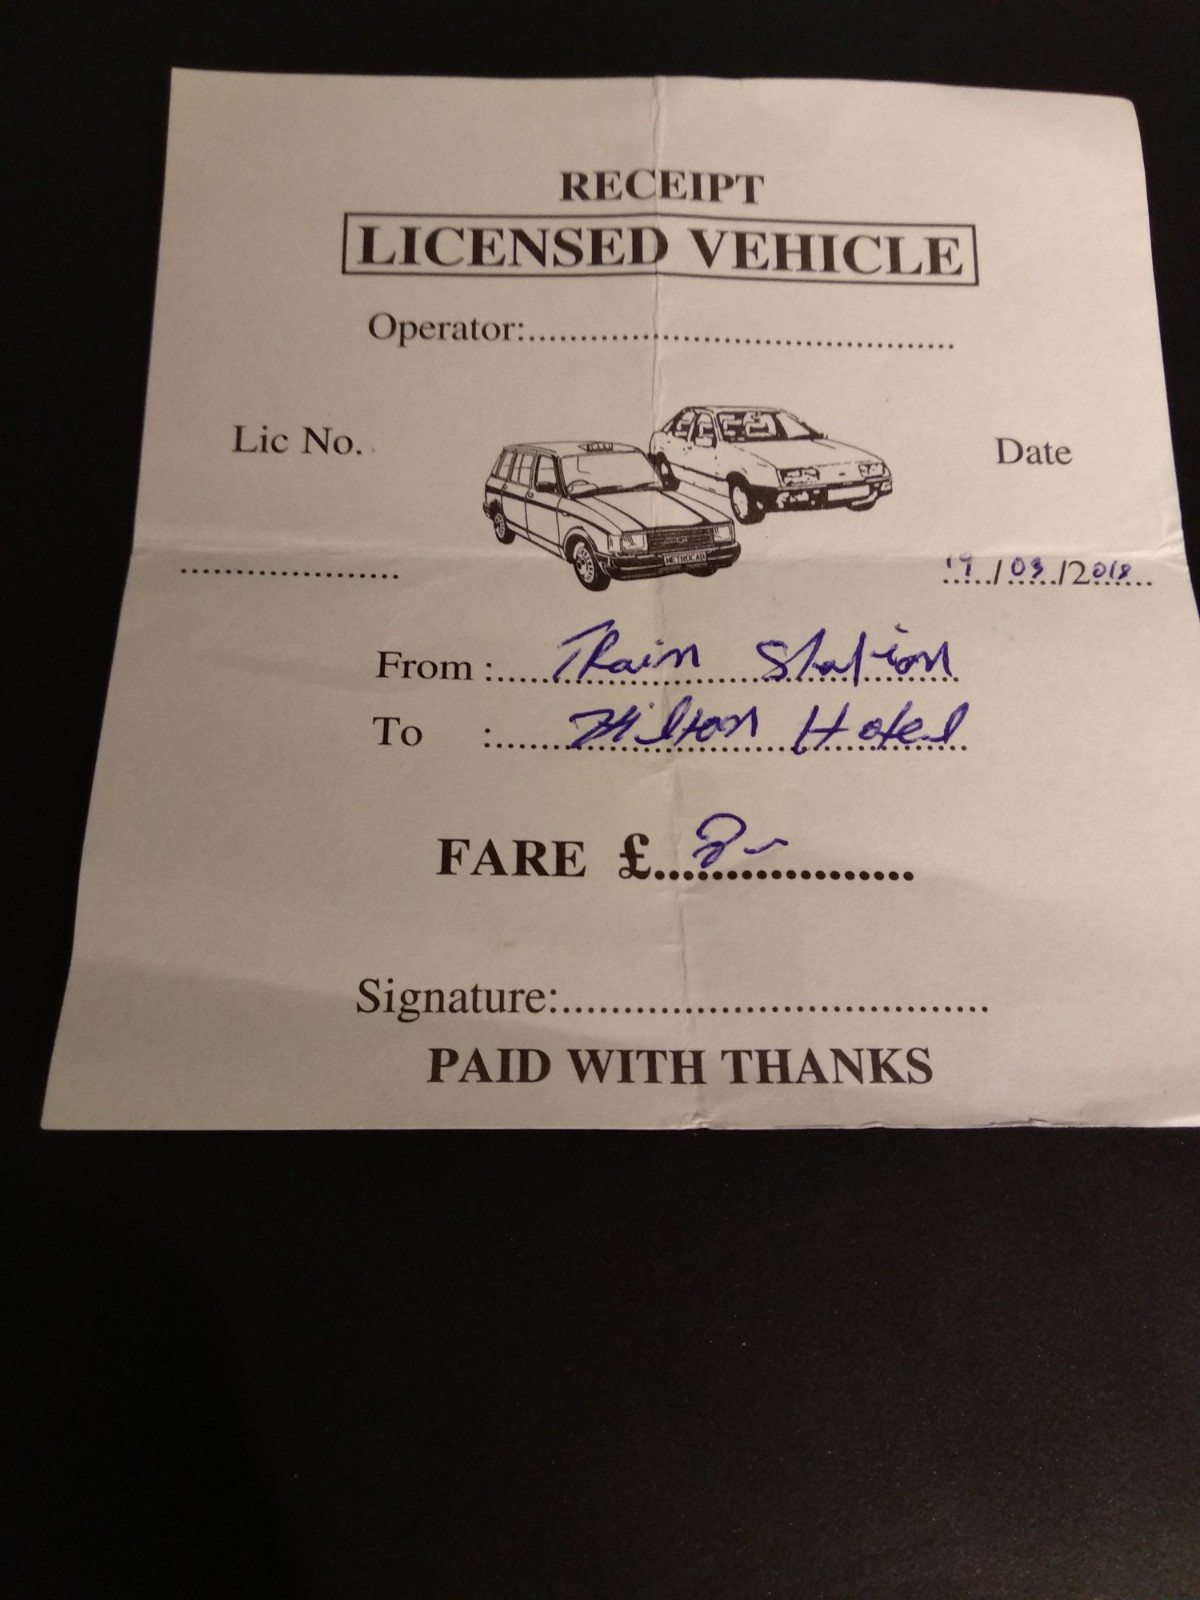 RECEIPT
LICENSED VEHICLE
Operator:........................................
Lic No.
Date
.....................
19/03/2018
From : Train Station
To : Hilton Hotel
FARE £
Signature:..................................
PAID WITH THANKS
TAXI
METROCAB